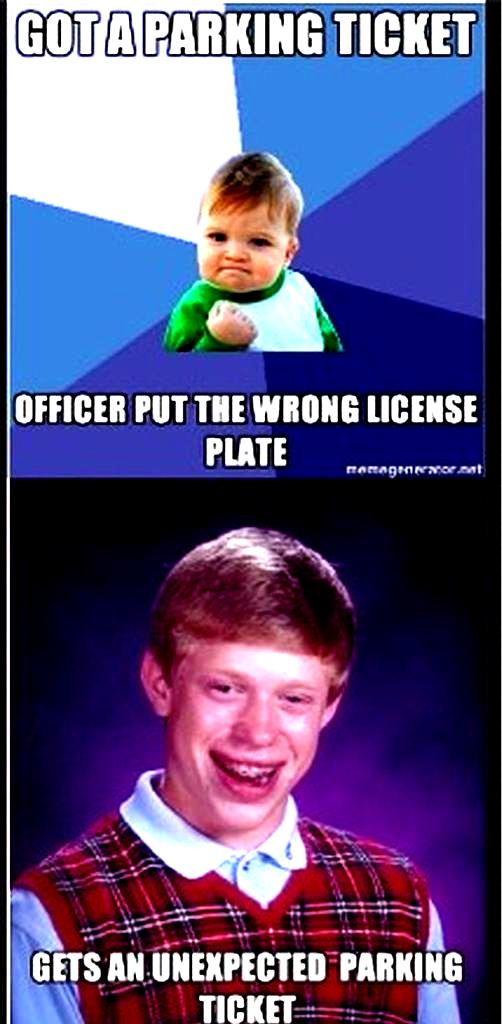 GOT A PARKING TICKET
OFFICER PUT THE WRONG LICENSE
PLATE
memegenerator.net
GETS AN UNEXPECTED PARKING
TICKET